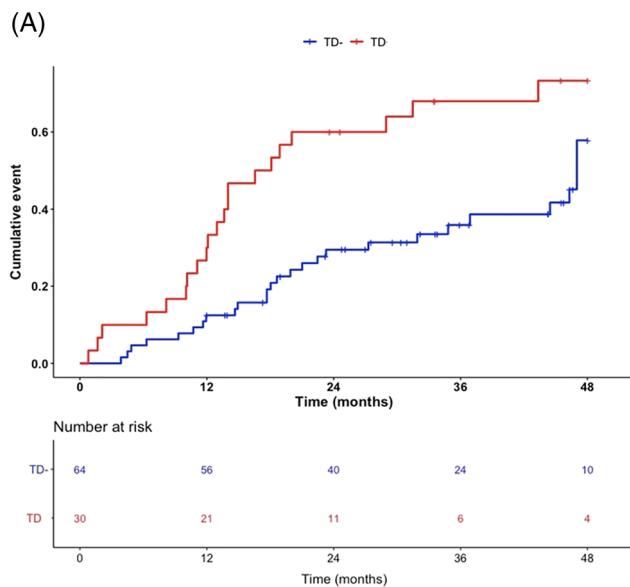 (A)
TD- TD
Cumulative event
0.6
0.4
0.2
0.0
0 12 24 36 48
Time (months)
Number at risk
TD- 64 56 40 24 10
TD 30 21 11 6 4
0 12 24 36 48
Time (months)